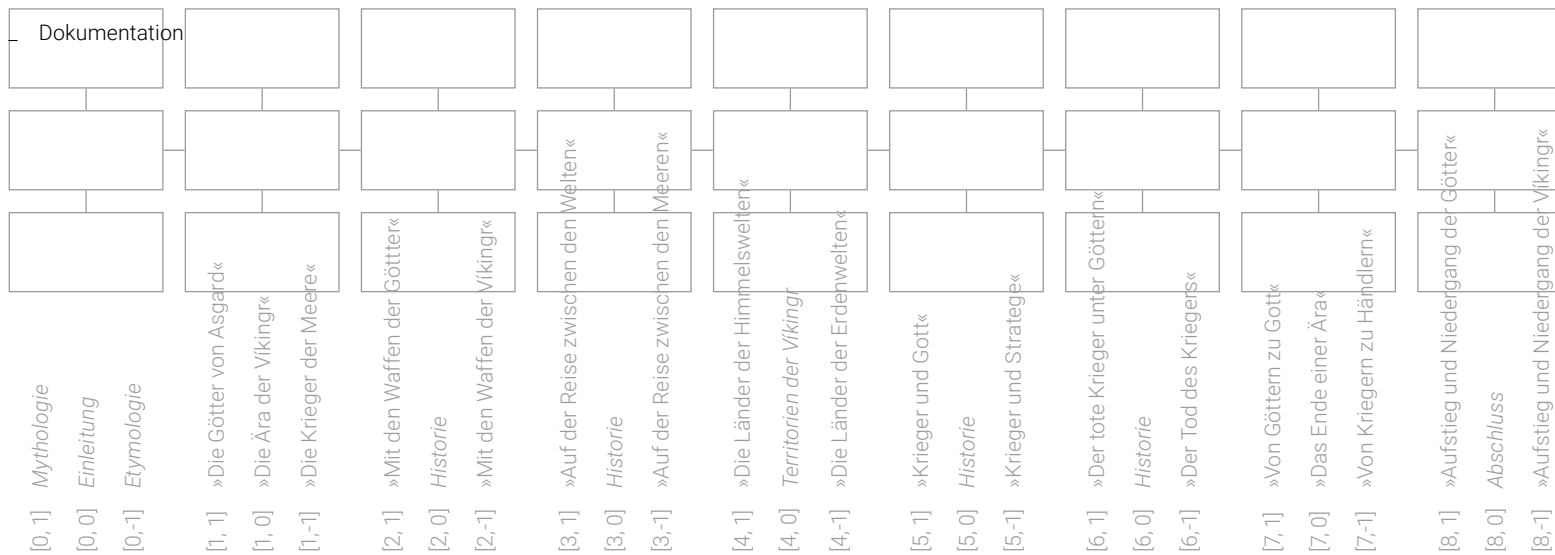 _ Dokumentation
[0, 1] Mythologie
[0, 0] Einleitung
[0,-1] Etymologie
[1, 1] »Die Götter von Asgard«
[1, 0] »Die Ära der Víkingr«
[1,-1] »Die Krieger der Meere«
[2, 1] »Mit den Waffen der Göttter«
[2, 0] Historie
[2,-1] »Mit den Waffen der Víkingr«
[3, 1] »Auf der Reise zwischen den Welten«
[3, 0] Historie
[3,-1] »Auf der Reise zwischen den Meeren«
[4, 1] »Die Länder der Himmelswelten«
[4, 0] Territorien der Víkingr
[4,-1] »Die Länder der Erdenwelten«
[5, 1] »Krieger und Gott«
[5, 0] Historie
[5,-1] »Krieger und Stratege«
[6, 1] »Der tote Krieger unter Göttern«
[6, 0] Historie
[6,-1] »Der Tod des Kriegers«
[7, 1] »Von Göttern zu Gott«
[7, 0] »Das Ende einer Ära«
[7,-1] »Von Kriegern zu Händlern«
[8, 1] »Aufstieg und Niedergang der Götter«
[8, 0] Abschluss
[8,-1] »Aufstieg und Niedergang der Víkingr«